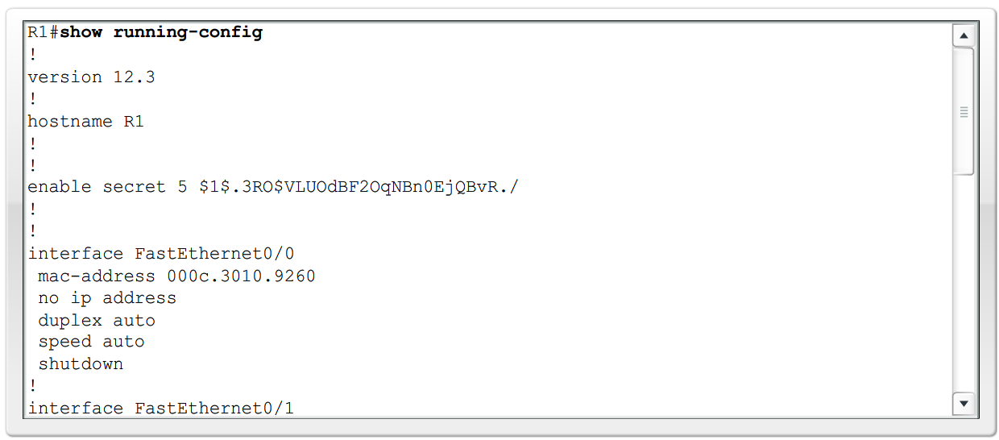 R1#show running-config
!
version 12.3
!
hostname R1
!
!
enable secret 5 $1$.3RO$VLUOdBF2OqNBn0EjQBvR./
!
!
interface FastEthernet0/0
 mac-address 000c.3010.9260
 no ip address
 duplex auto
 speed auto
 shutdown
!
interface FastEthernet0/1